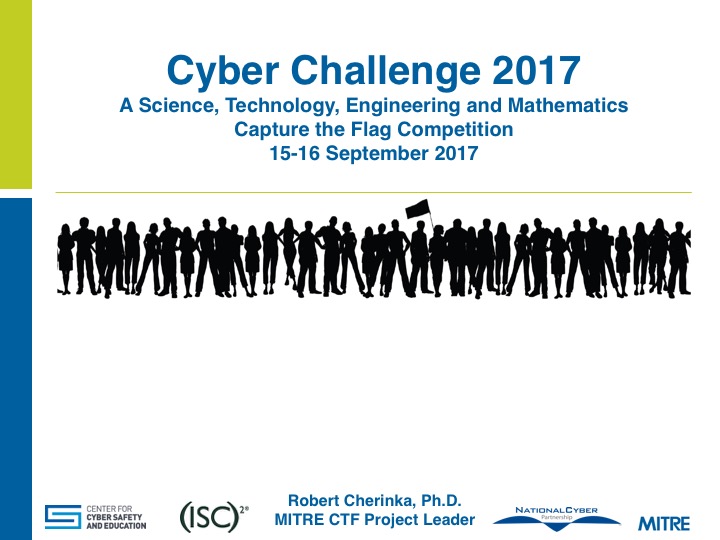 Cyber Challenge 2017
A Science, Technology, Engineering and Mathematics
Capture the Flag Competition
15-16 September 2017
Robert Cherinka, Ph.D.
MITRE CTF Project Leader
CENTER FOR
CYBER SAFETY
AND EDUCATION
(ISC)2®
NATIONALCYBER
Partnership
MITRE